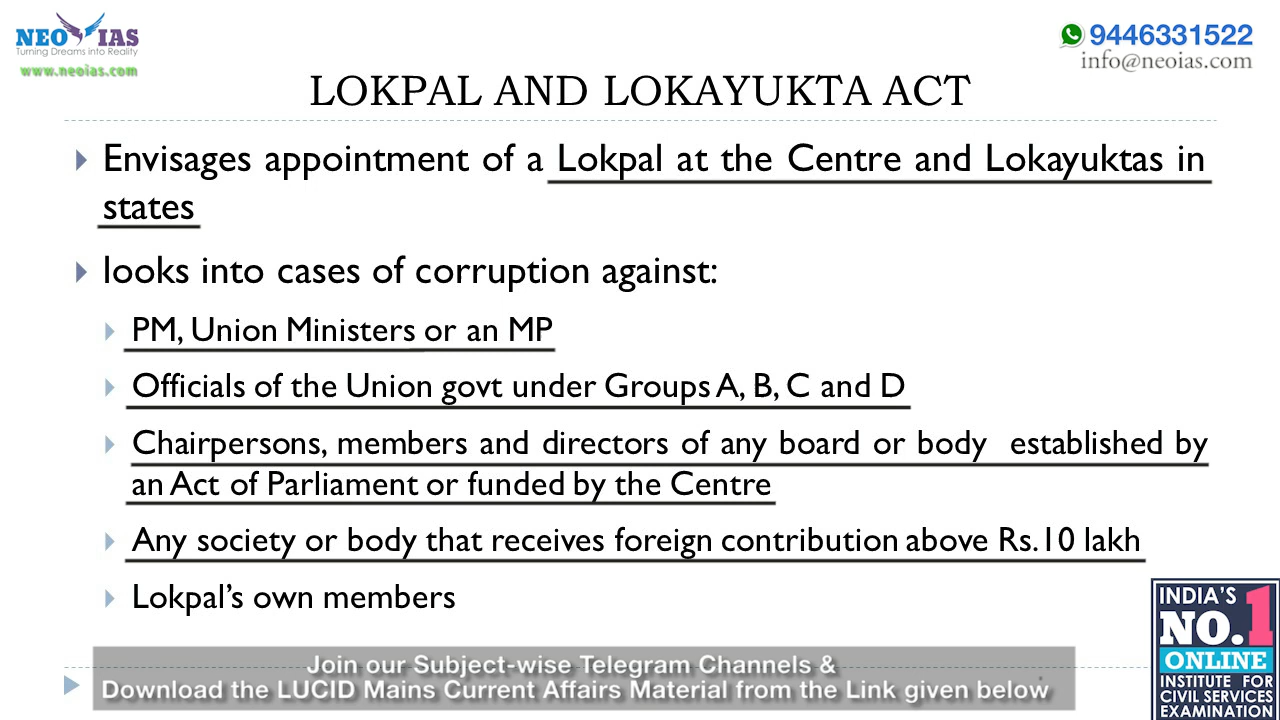 NEO IAS
Turning Dreams into Reality
www.neoias.com
9446331522
info@neoias.com
LOKPAL AND LOKAYUKTA ACT
Envisages appointment of a Lokpal at the Centre and Lokayuktas in
states
looks into cases of corruption against:
PM, Union Ministers or an MP
Officials of the Union govt under Groups A, B, C and D
Chairpersons, members and directors of any board or body established by
an Act of Parliament or funded by the Centre
Any society or body that receives foreign contribution above Rs.10 lakh
Lokpal’s own members
Join our Subject-wise Telegram Channels &
Download the LUCID Mains Current Affairs Material from the Link given below
INDIA'S
NO.1
ONLINE
INSTITUTE FOR
CIVIL SERVICES
EXAMINATION